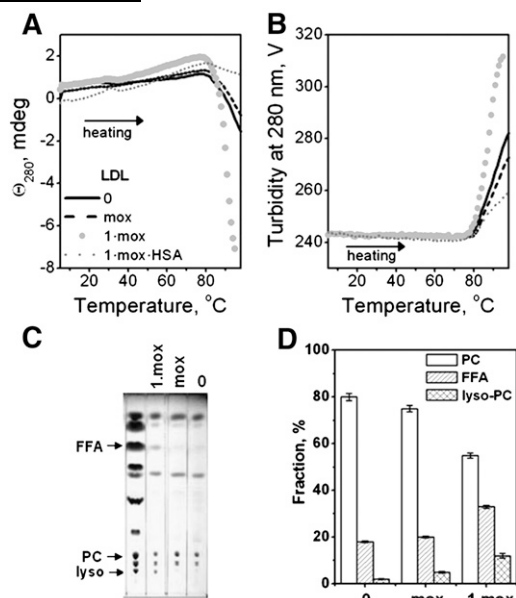 A
Θ280, mdeg
2
0
-2
-4
-6
-8
heating
LDL
0
mox
1·mox
1·mox·HSA
20 40 60 80
Temperature, °C
B
Turbidity at 280 nm, V
320
300
280
260
240
heating
20 40 60 80
Temperature, °C
C
1.mox
mox
0
FFA
PC
lyso
D
Fraction, %
100
80
60
40
20
0
PC
FFA
lyso-PC
0 mox 1.mox